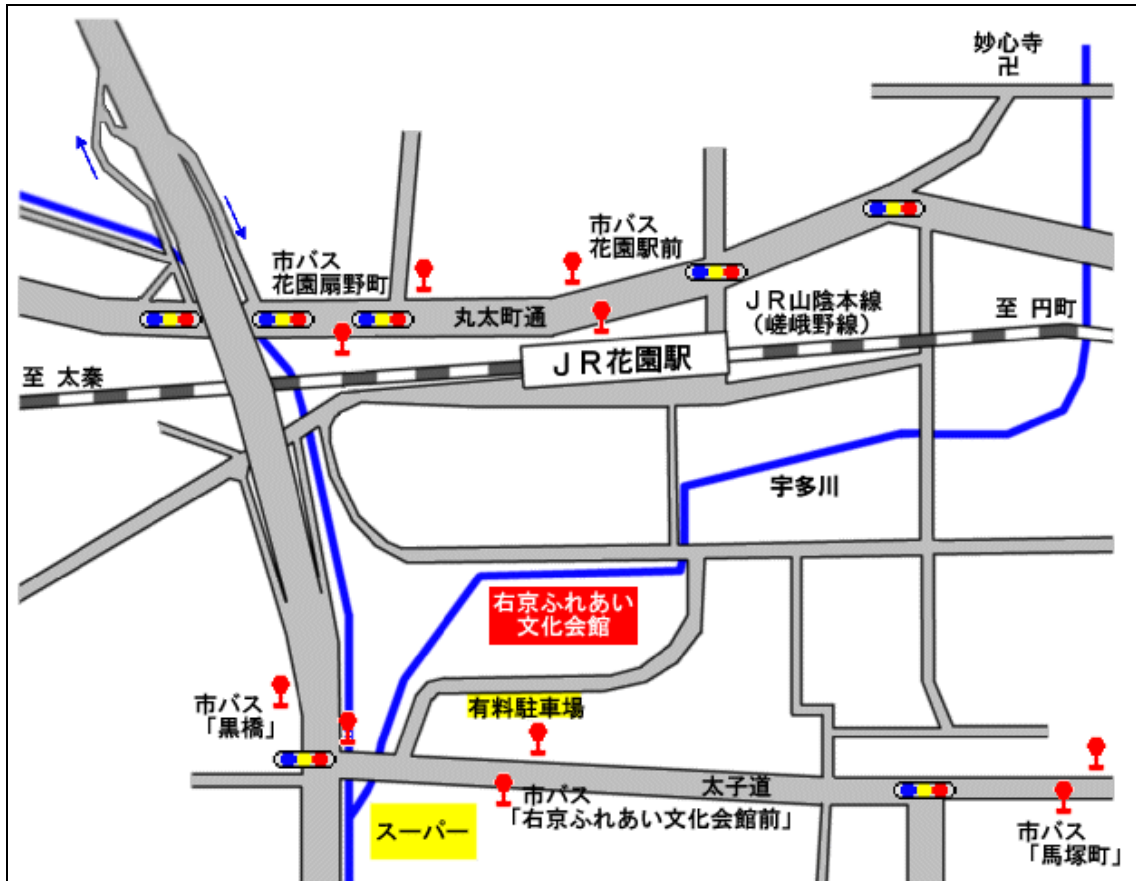 妙心寺
卍
市バス
花園駅前
市バス
花園扇野町
丸太町通
JR山陰本線
(嵯峨野線)
至 円町
JR花園駅
至 太秦
宇多川
右京ふれあい
文化会館
市バス
「黒橋」
有料駐車場
太子道
市バス
「右京ふれあい文化会館前」
スーパー
市バス
「馬塚町」